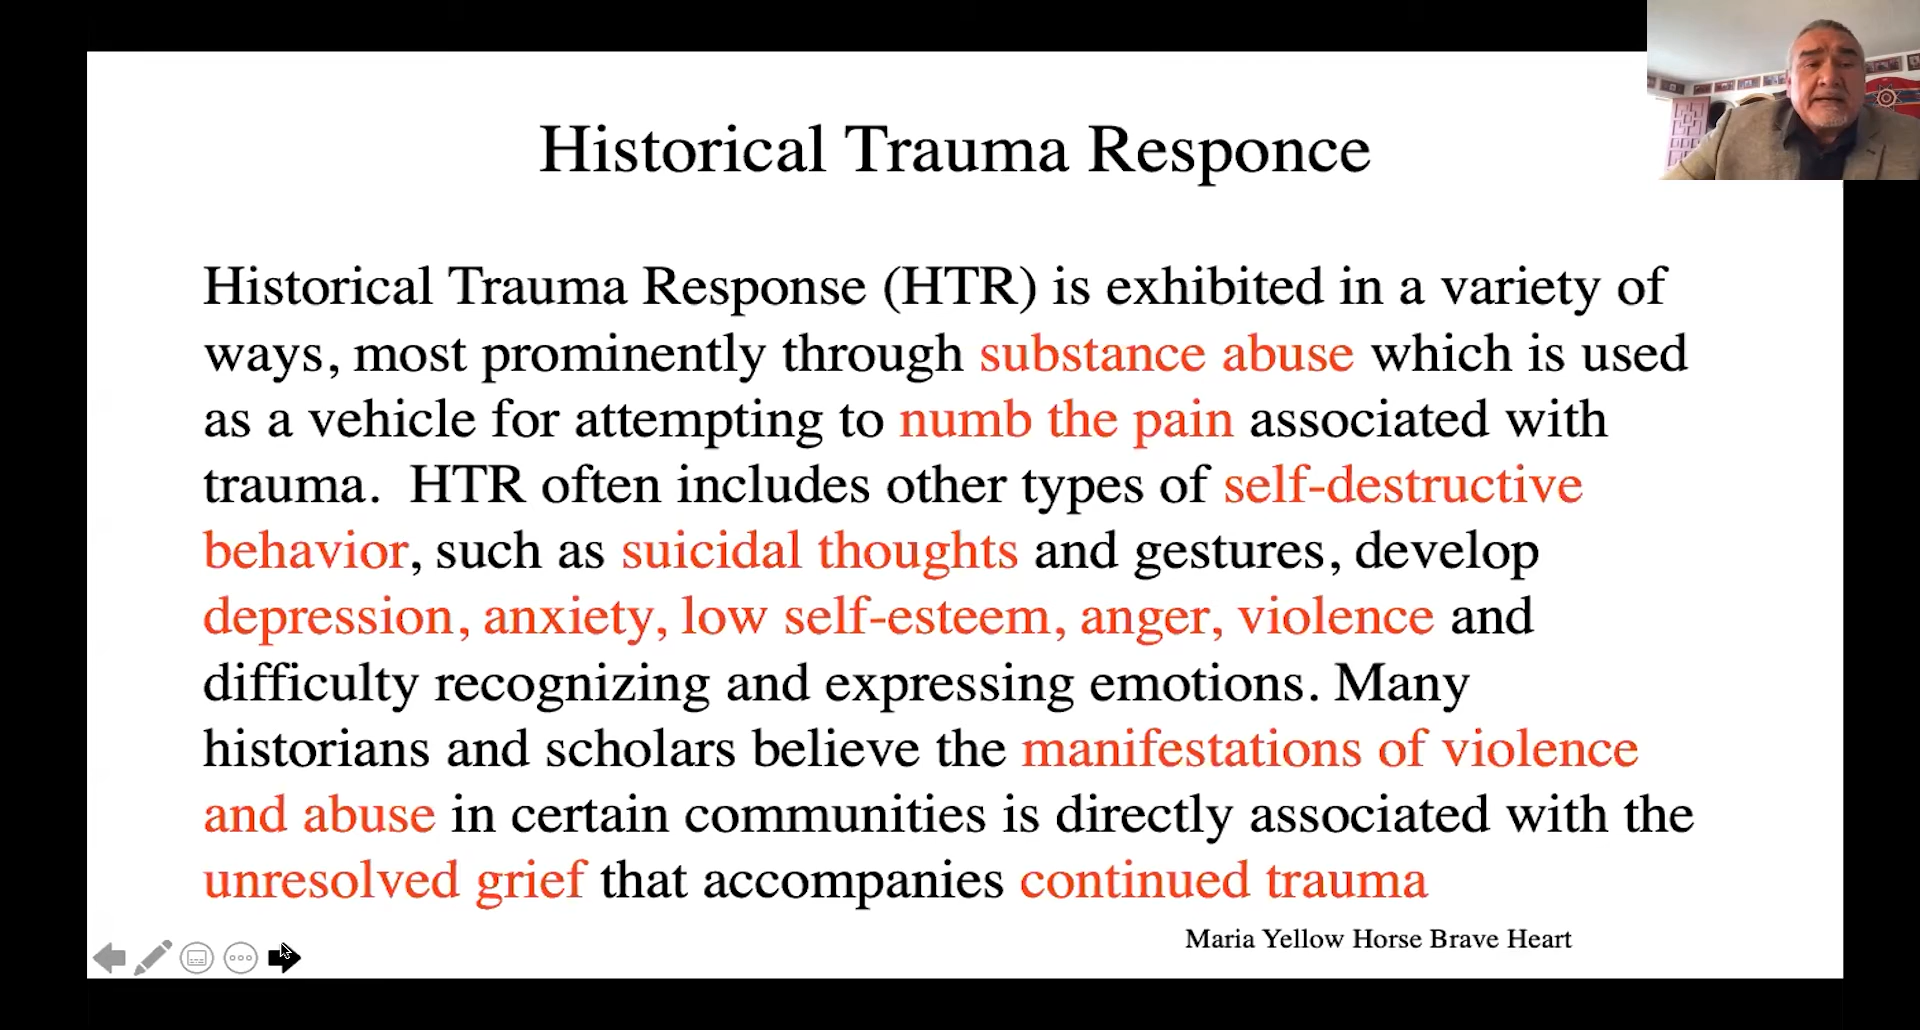 Historical Trauma Responce
Historical Trauma Response (HTR) is exhibited in a variety of
ways, most prominently through substance abuse which is used
as a vehicle for attempting to numb the pain associated with
trauma.  HTR often includes other types of self-destructive
behavior, such as suicidal thoughts and gestures, develop
depression, anxiety, low self-esteem, anger, violence and
difficulty recognizing and expressing emotions. Many
historians and scholars believe the manifestations of violence
and abuse in certain communities is directly associated with the
unresolved grief that accompanies continued trauma
Maria Yellow Horse Brave Heart